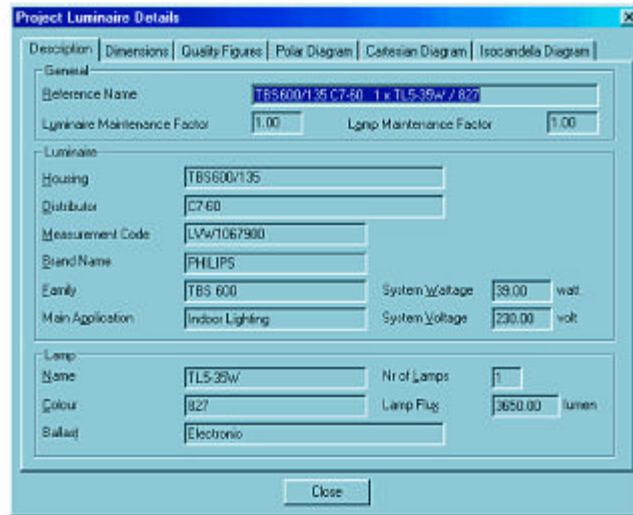 Project Luminaire Details
Description Dimensions Quality Figures Polar Diagram Cartesian Diagram Isocandela Diagram
General
Reference Name TBS600/135 C7-60 1 x TL5-35W / 827
Luminaire Maintenance Factor 1.00 Lamp Maintenance Factor 1.00
Luminaire
Housing TBS600/135
Distributor C7-60
Measurement Code LVW1067900
Brand Name PHILIPS
Family TBS 600 System Wattage 39.00 watt
Main Application Indoor Lighting System Voltage 230.00 volt
Lamp
Name TL5-35W Nr of Lamps 1
Colour 827 Lamp Flux 3650.00 lumen
Ballast Electronic
Close